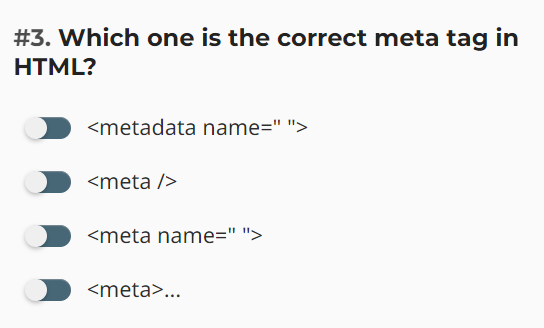 #3. Which one is the correct meta tag in
HTML?
<metadata name=" ">
<meta />
<meta name=" ">
<meta>...